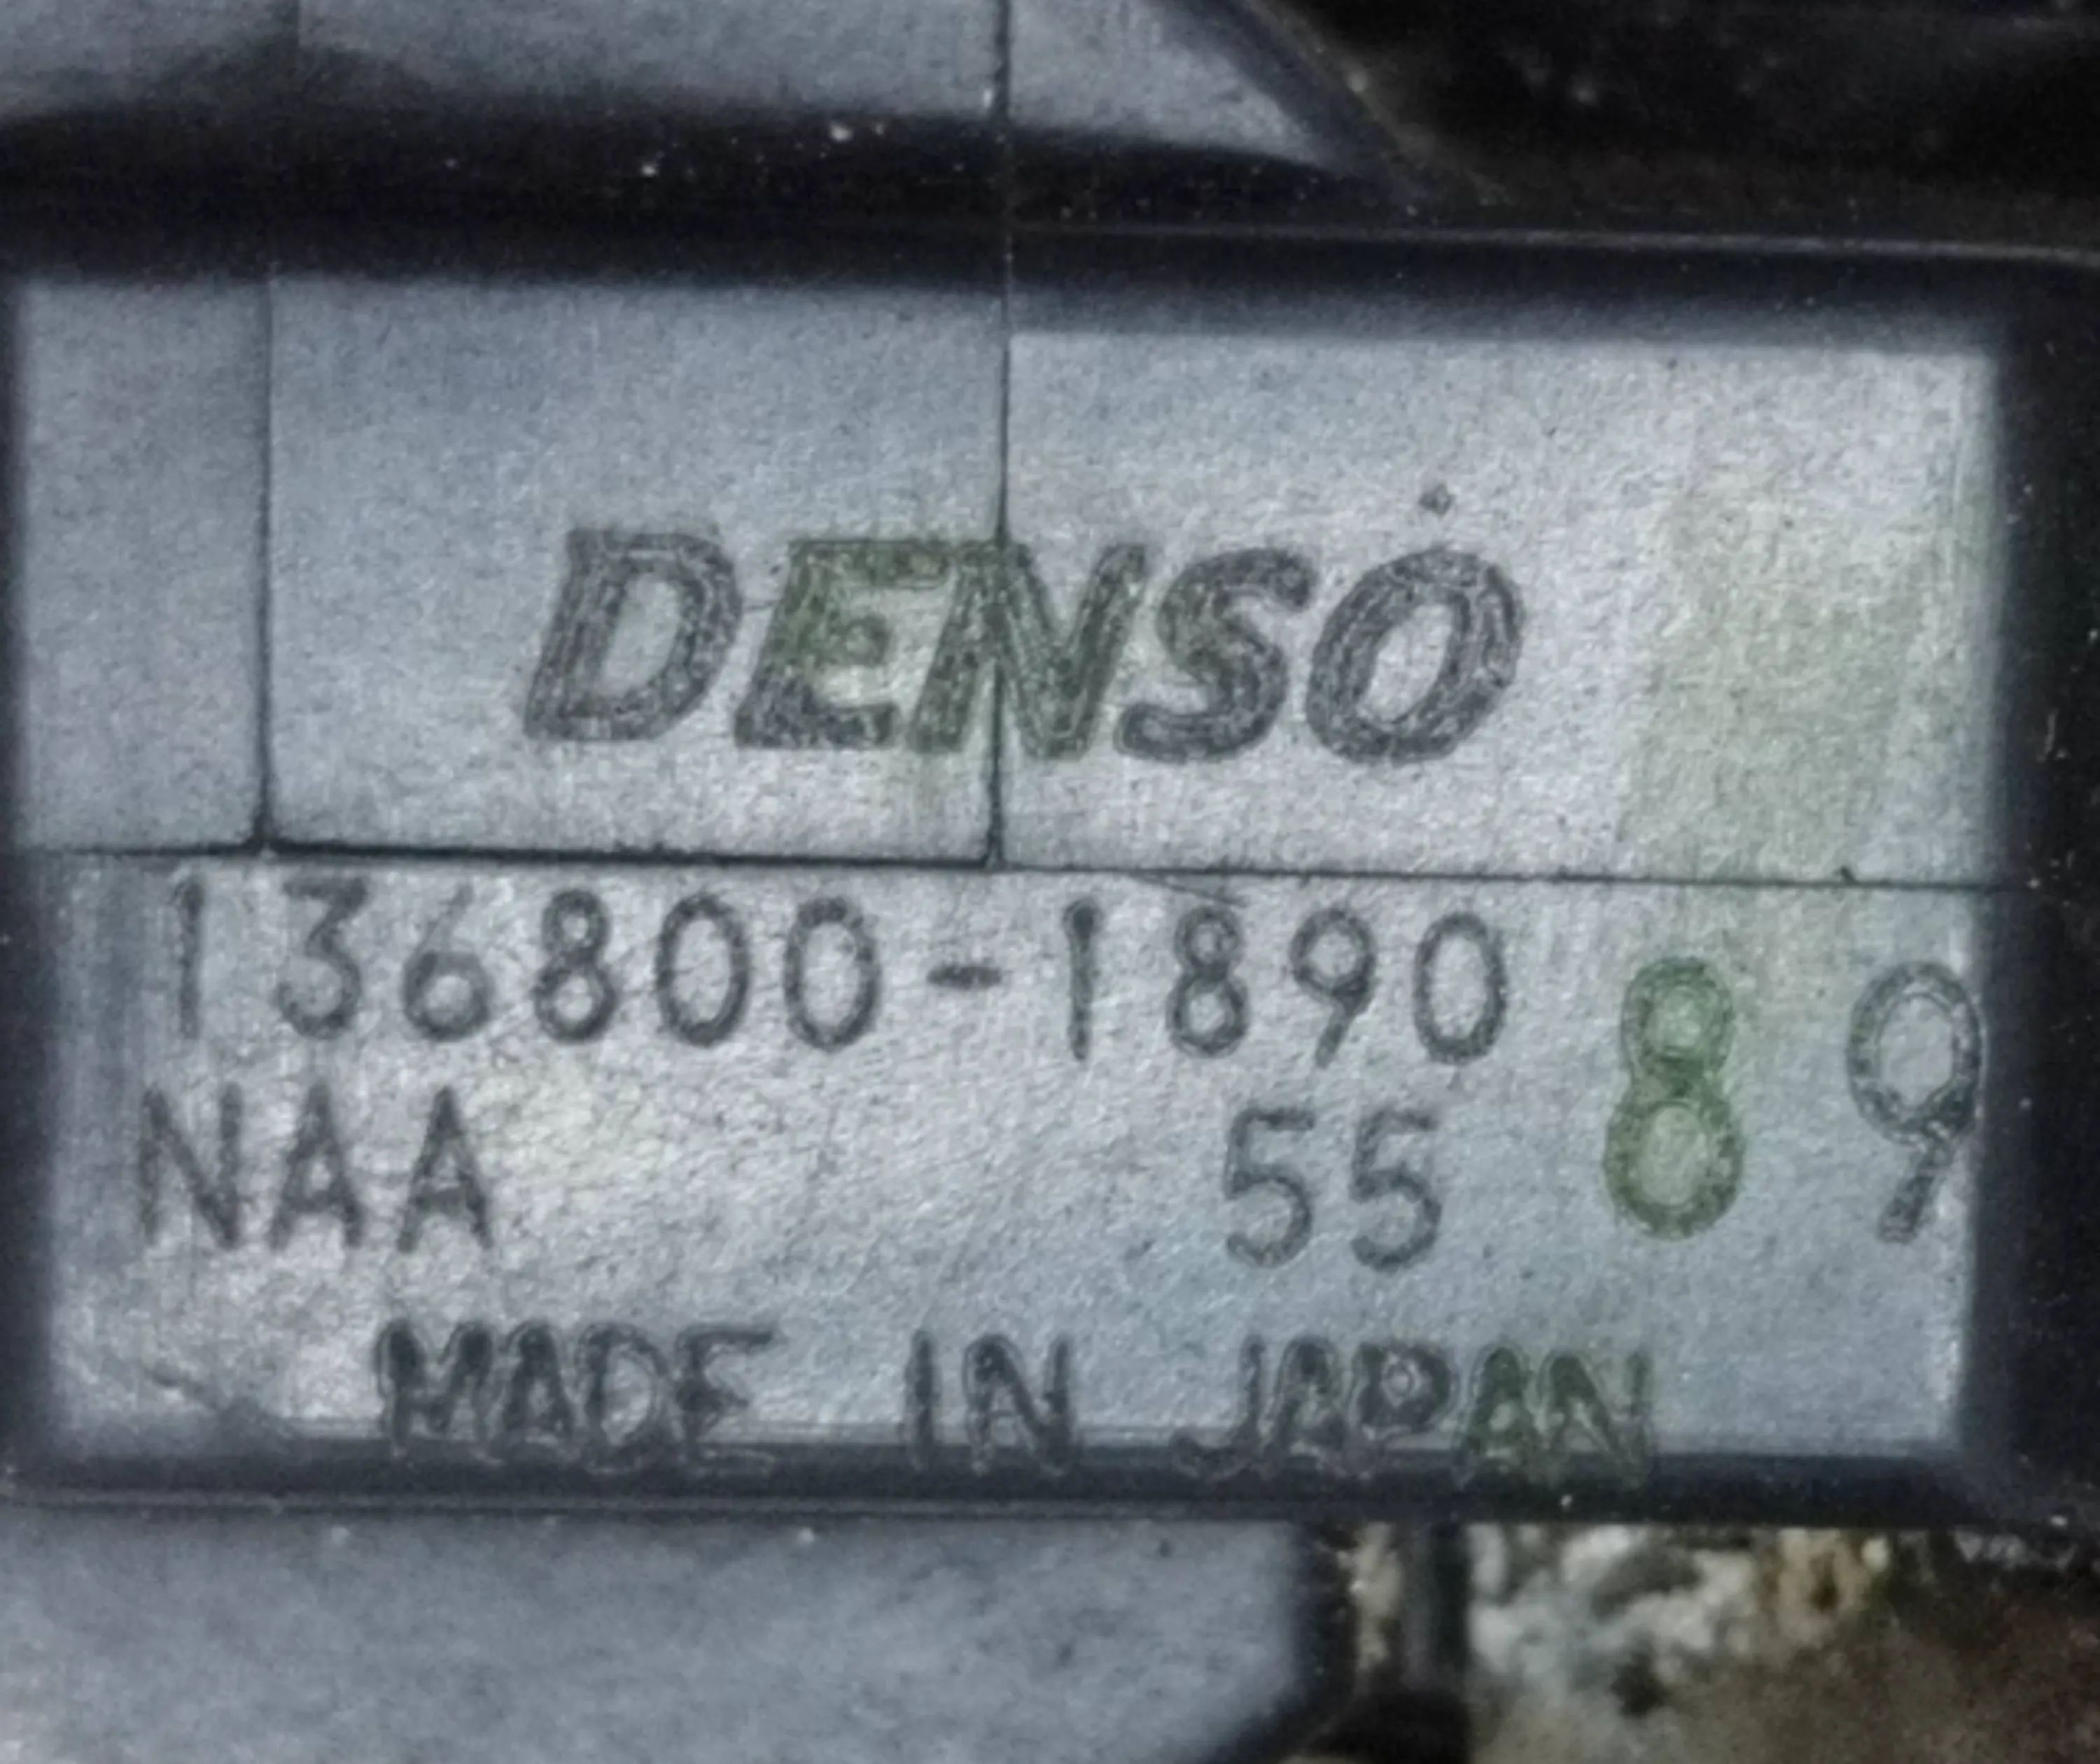 DENSO
136800-1890 8 9
NAA 55
MADE IN JAPAN